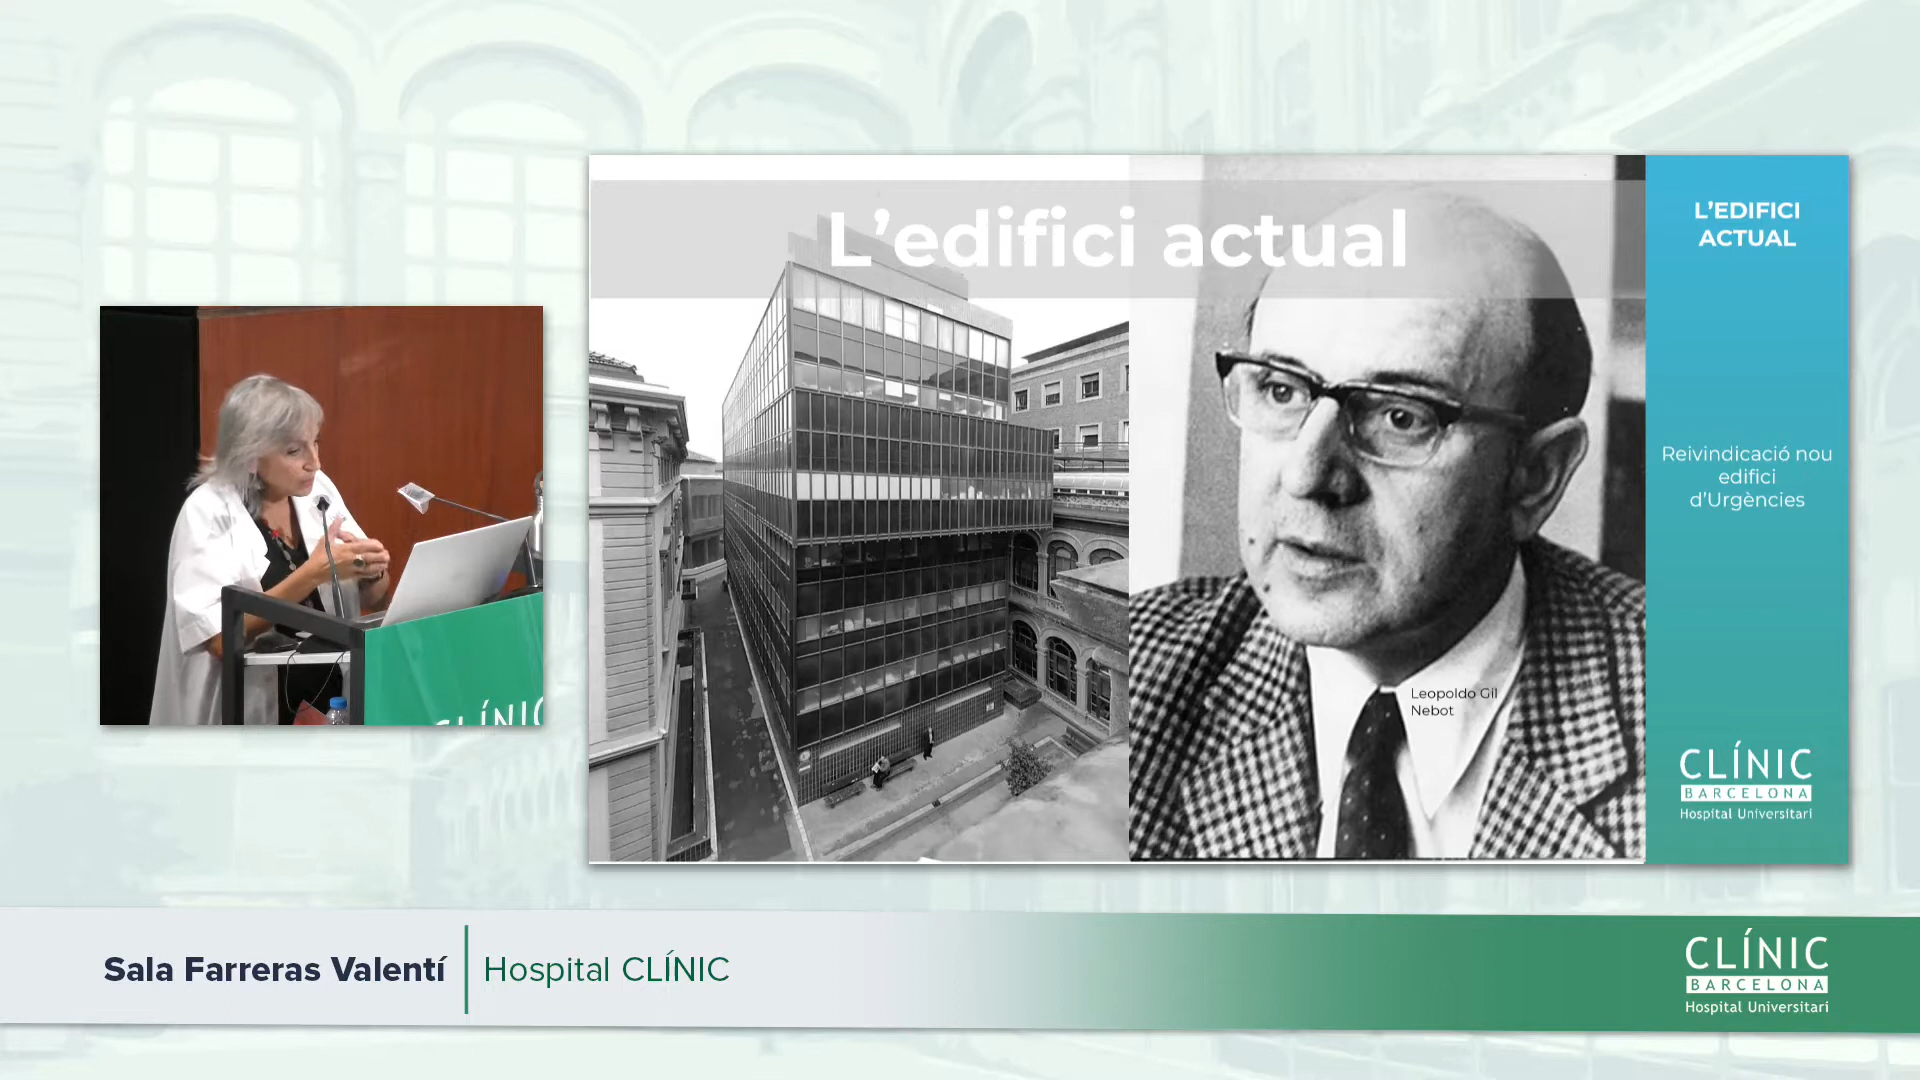 L'edifici actual
L'EDIFICI
ACTUAL
Reivindicació nou
edifici
d'Urgències
Leopoldo Gil
Nebot
CLÍNIC
BARCELONA
Hospital Universitari
CLÍNIC
Sala Farreras Valentí
Hospital CLÍNIC
CLÍNIC
BARCELONA
Hospital Universitari